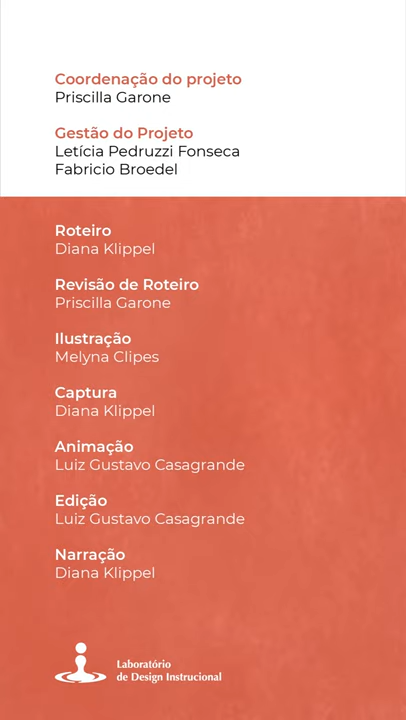 Coordenação do projeto
Priscilla Garone
Gestão do Projeto
Letícia Pedruzzi Fonseca
Fabricio Broedel
Roteiro
Diana Klippel
Revisão de Roteiro
Priscilla Garone
Ilustração
Melyna Clipes
Captura
Diana Klippel
Animação
Luiz Gustavo Casagrande
Edição
Luiz Gustavo Casagrande
Narração
Diana Klippel
Laboratório
de Design Instrucional